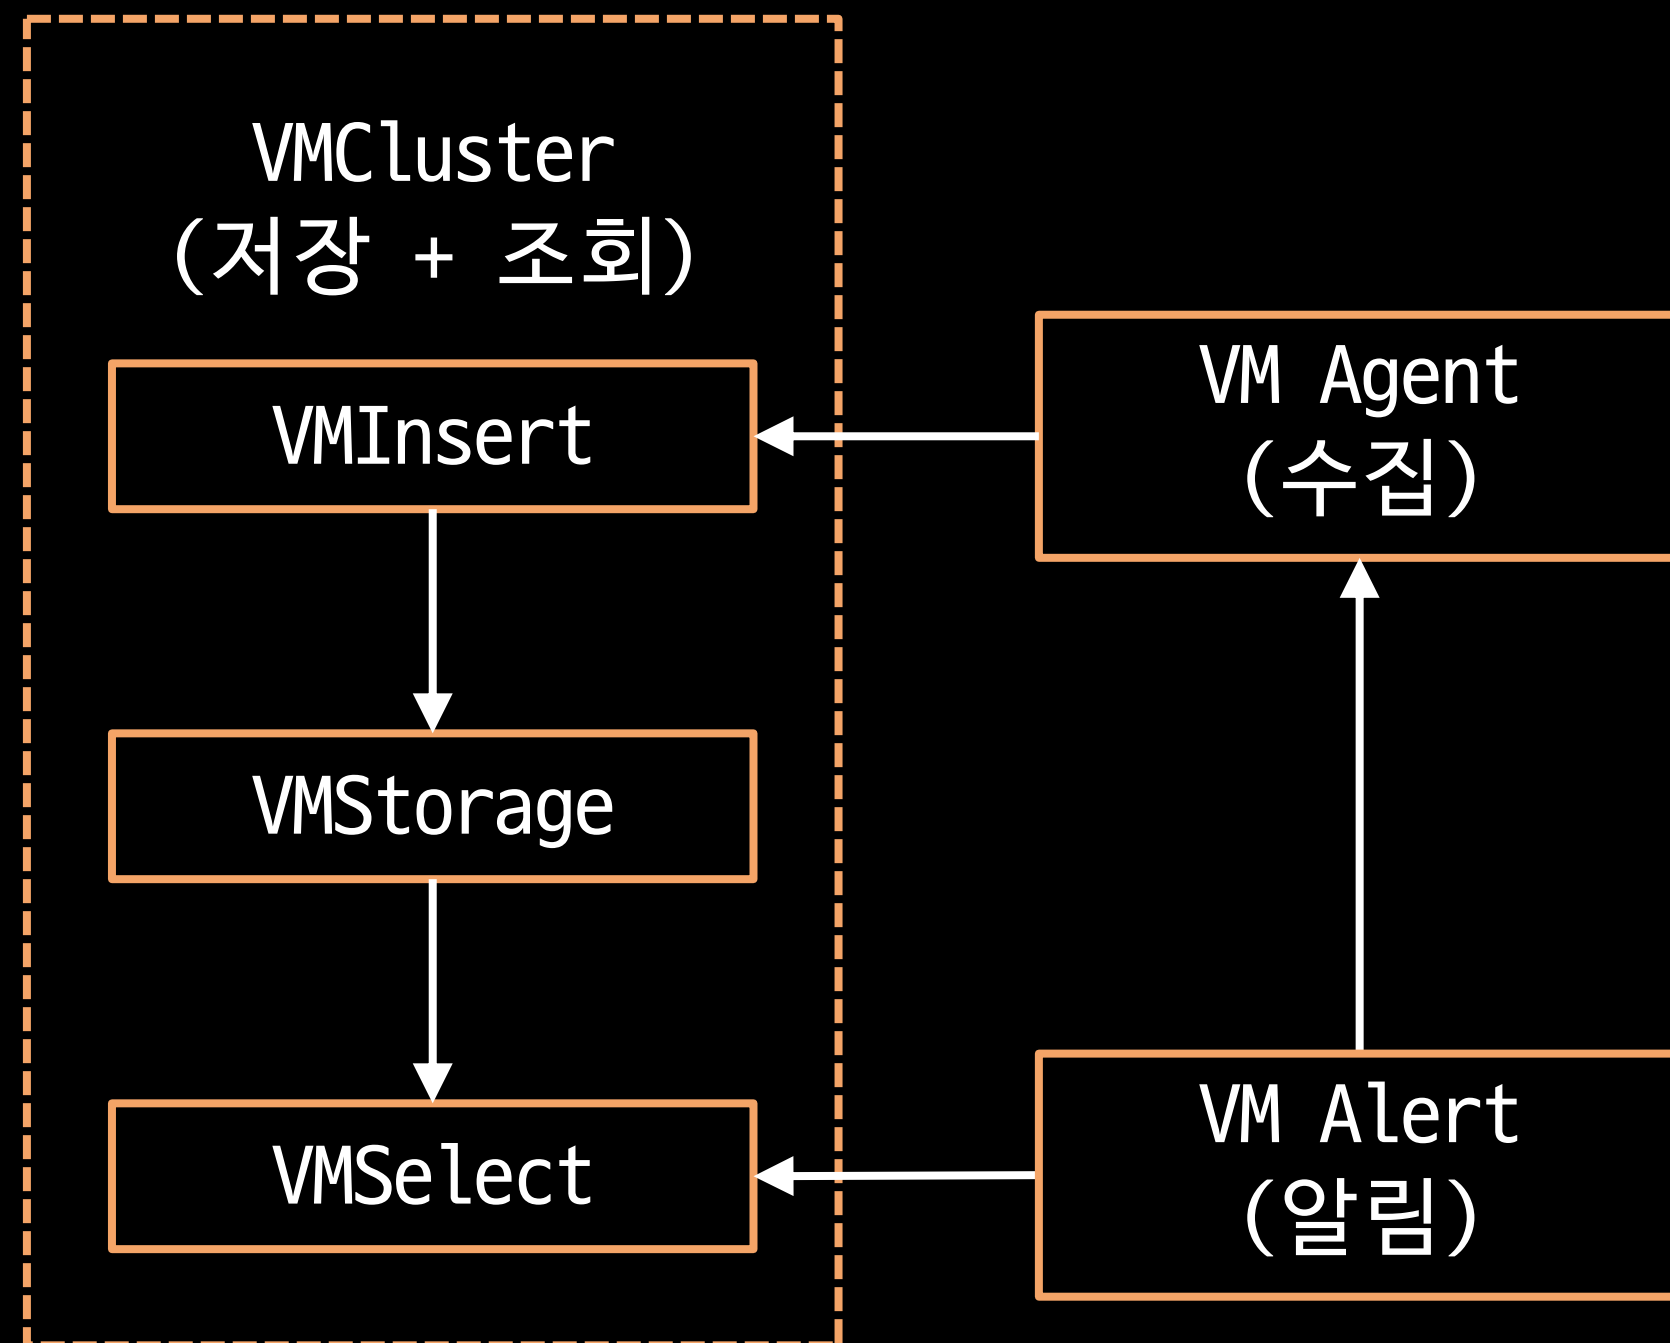 VMCluster
(저장 + 조회)
VMInsert
VMStorage
VMSelect
VM Agent
(수집)
VM Alert
(알림)